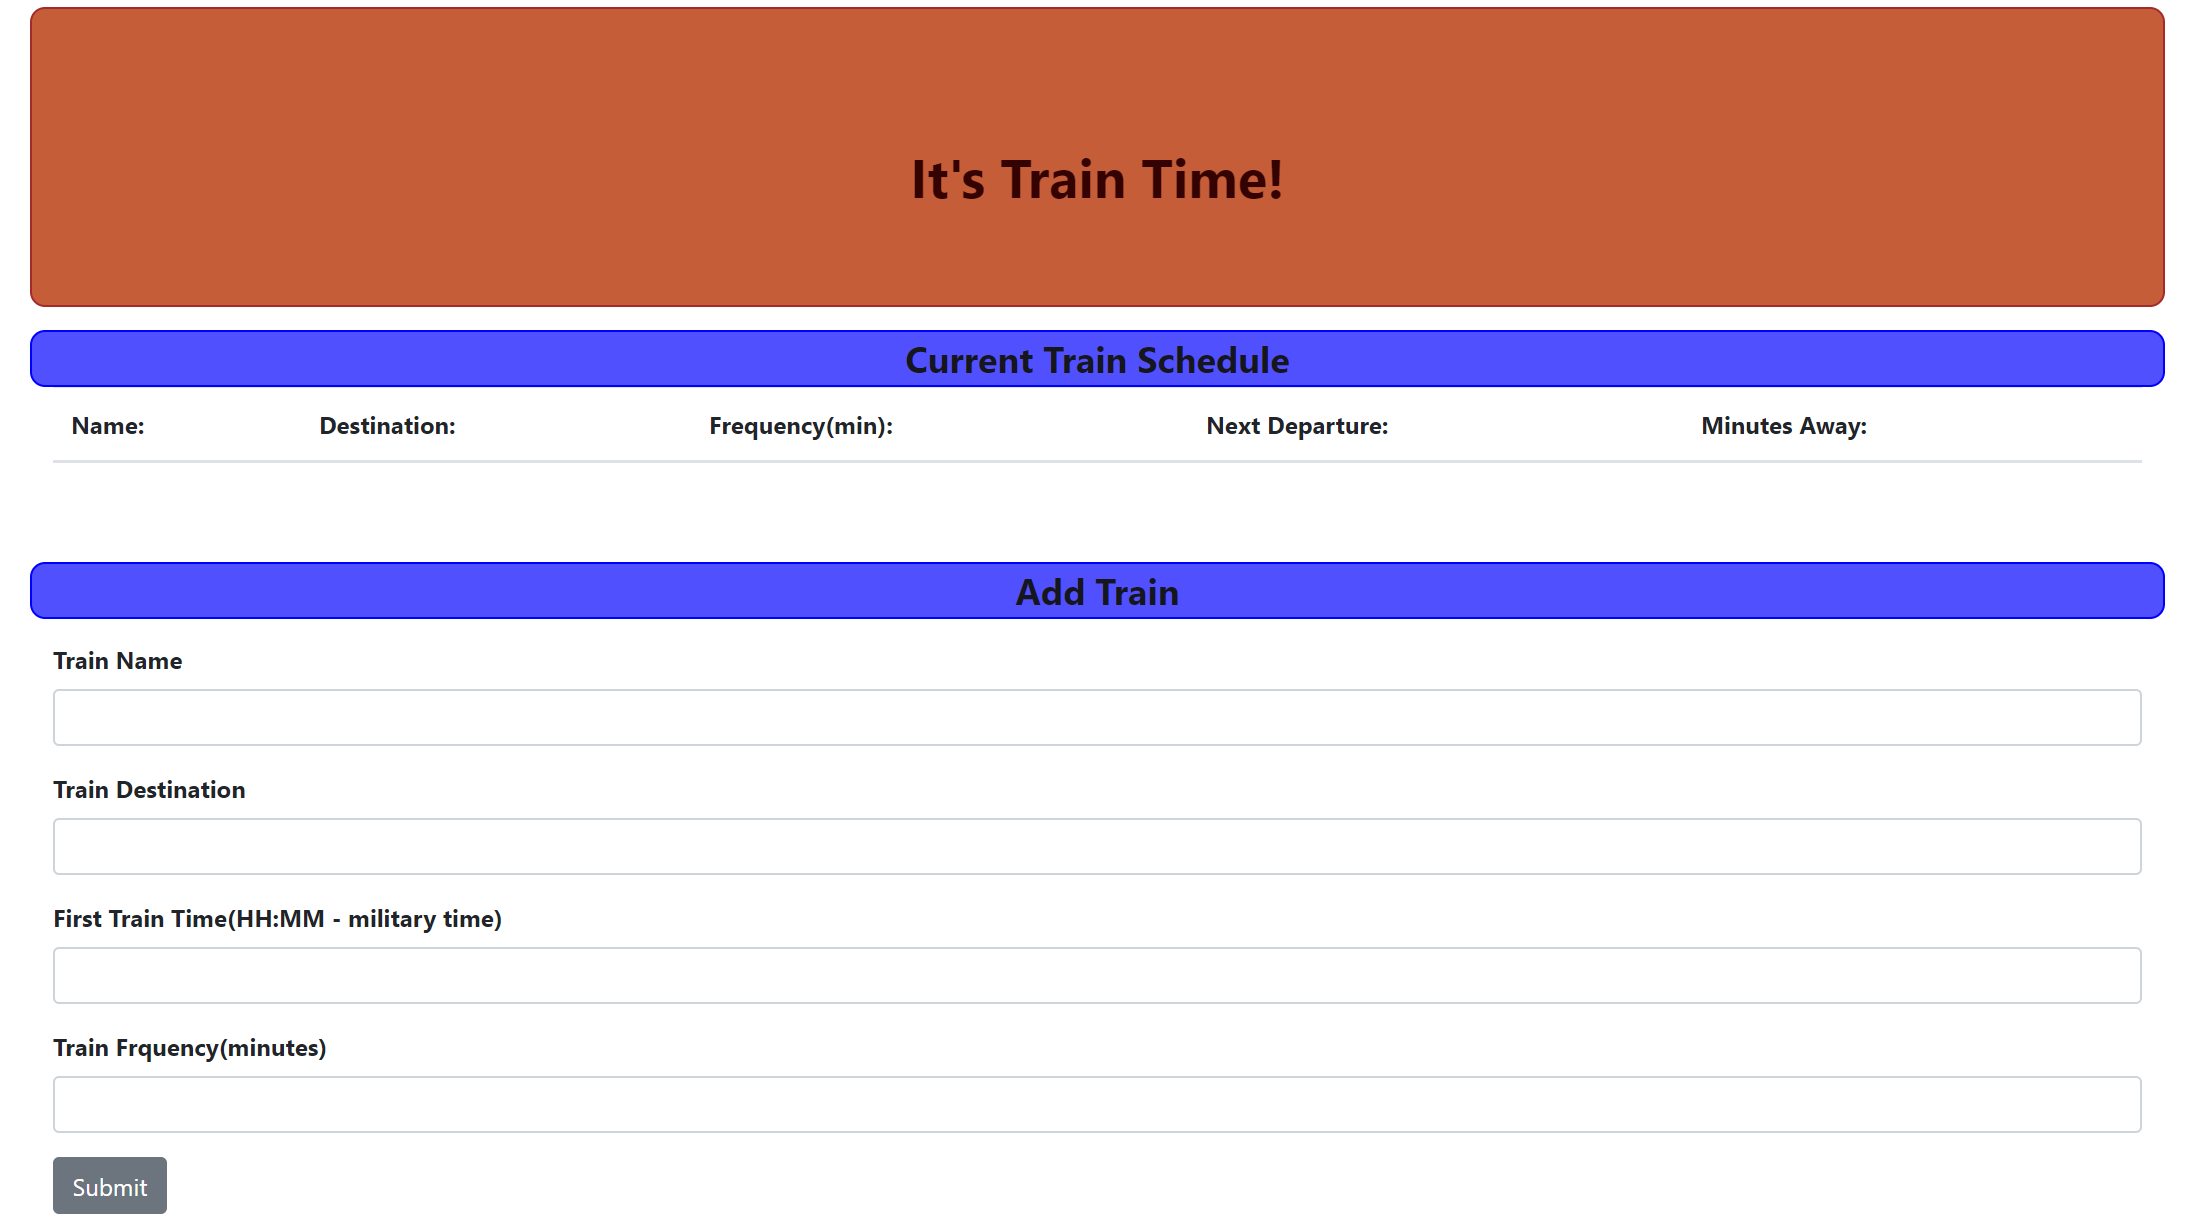 It's Train Time!
Current Train Schedule
Name: Destination: Frequency(min): Next Departure: Minutes Away:
Add Train
Train Name
Train Destination
First Train Time(HH:MM - military time)
Train Frquency(minutes)
Submit